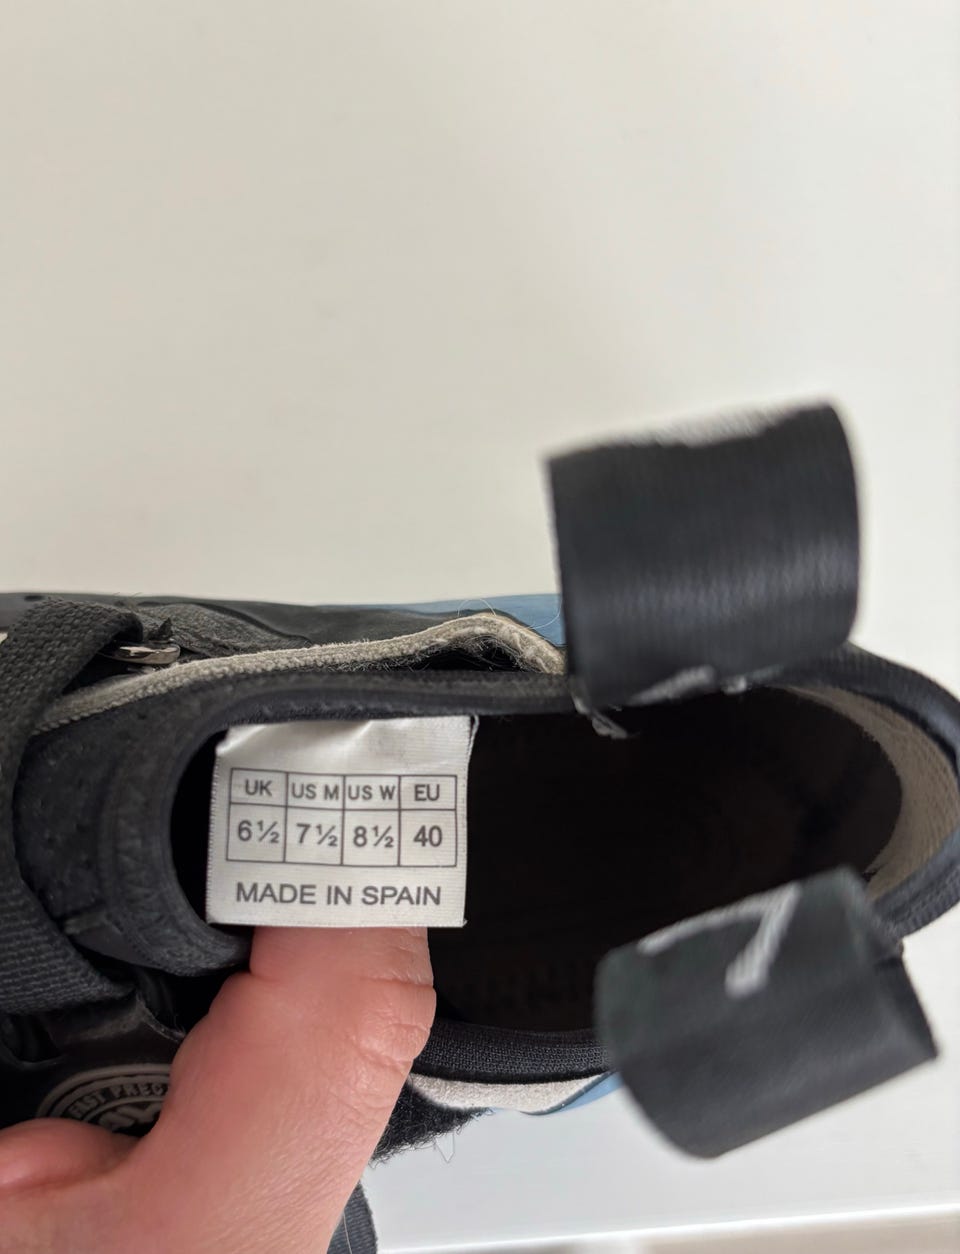 UK US M US W EU
6½ 7½ 8½ 40
MADE IN SPAIN